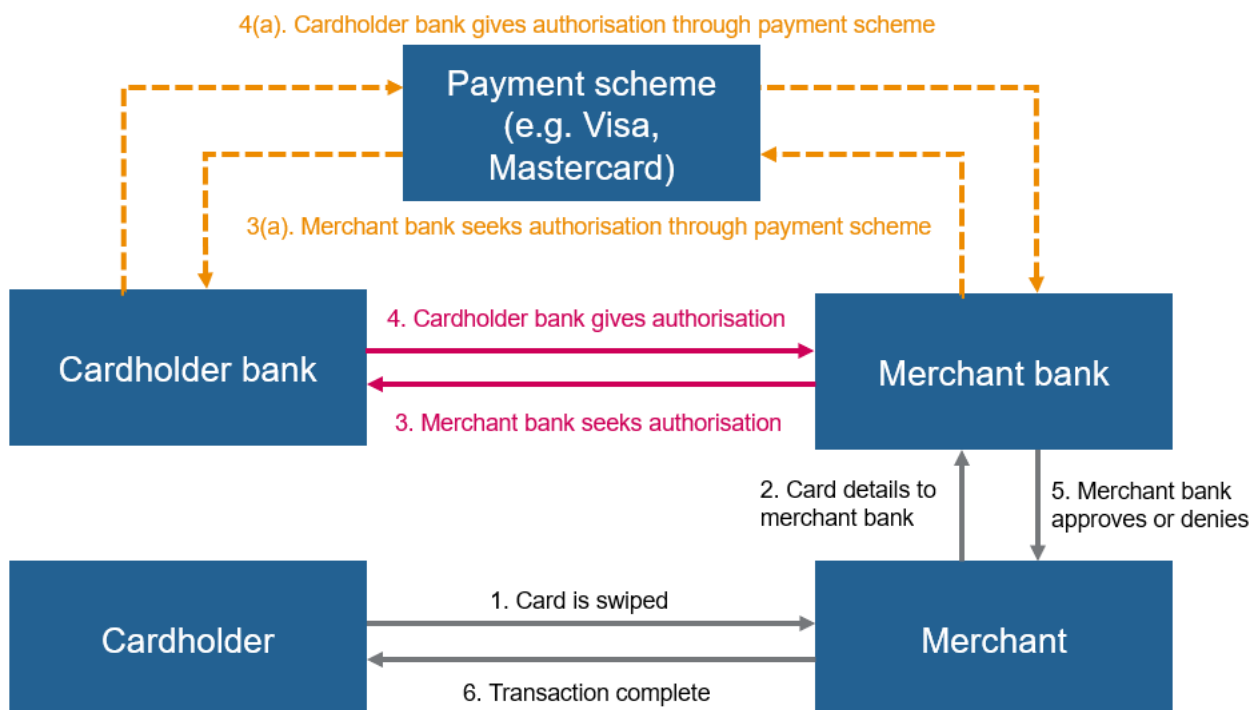 4(a). Cardholder bank gives authorisation through payment scheme
Payment scheme
(e.g. Visa,
Mastercard)
3(a). Merchant bank seeks authorisation through payment scheme
Cardholder bank
4. Cardholder bank gives authorisation
3. Merchant bank seeks authorisation
Merchant bank
2. Card details to
merchant bank
5. Merchant bank
approves or denies
Cardholder
1. Card is swiped
6. Transaction complete
Merchant